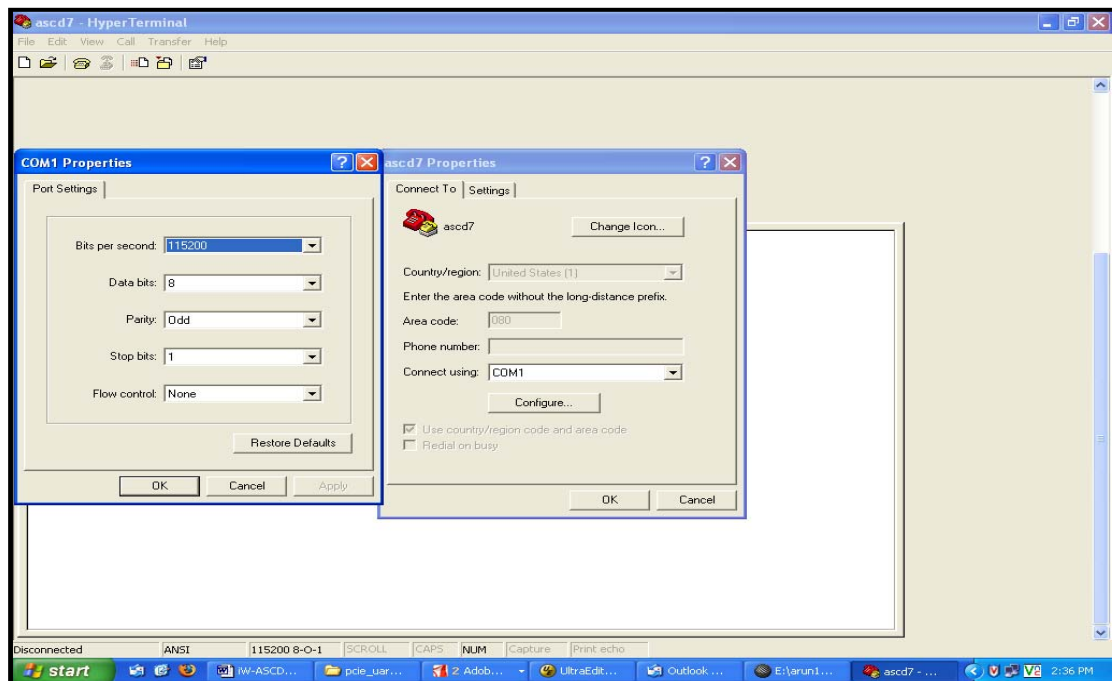 ascd7 - HyperTerminal
File Edit View Call Transfer Help
COM1 Properties
Port Settings
Bits per second: 115200
Data bits: 8
Parity: Odd
Stop bits: 1
Flow control: None
Restore Defaults
OK Cancel Apply
ascd7 Properties
Connect To Settings
ascd7 Change Icon...
Country/region: United States (1)
Enter the area code without the long-distance prefix.
Area code: 080
Phone number:
Connect using: COM1
Configure...
Use country/region code and area code
Redial on busy
OK Cancel
Disconnected ANSI 115200 8-O-1 SCROLL CAPS NUM Capture Print echo
start iW-ASCD... pcie_uar... 2 Adob... UltraEdit... Outlook ... E:\arun1... ascd7 - ... 2:36 PM